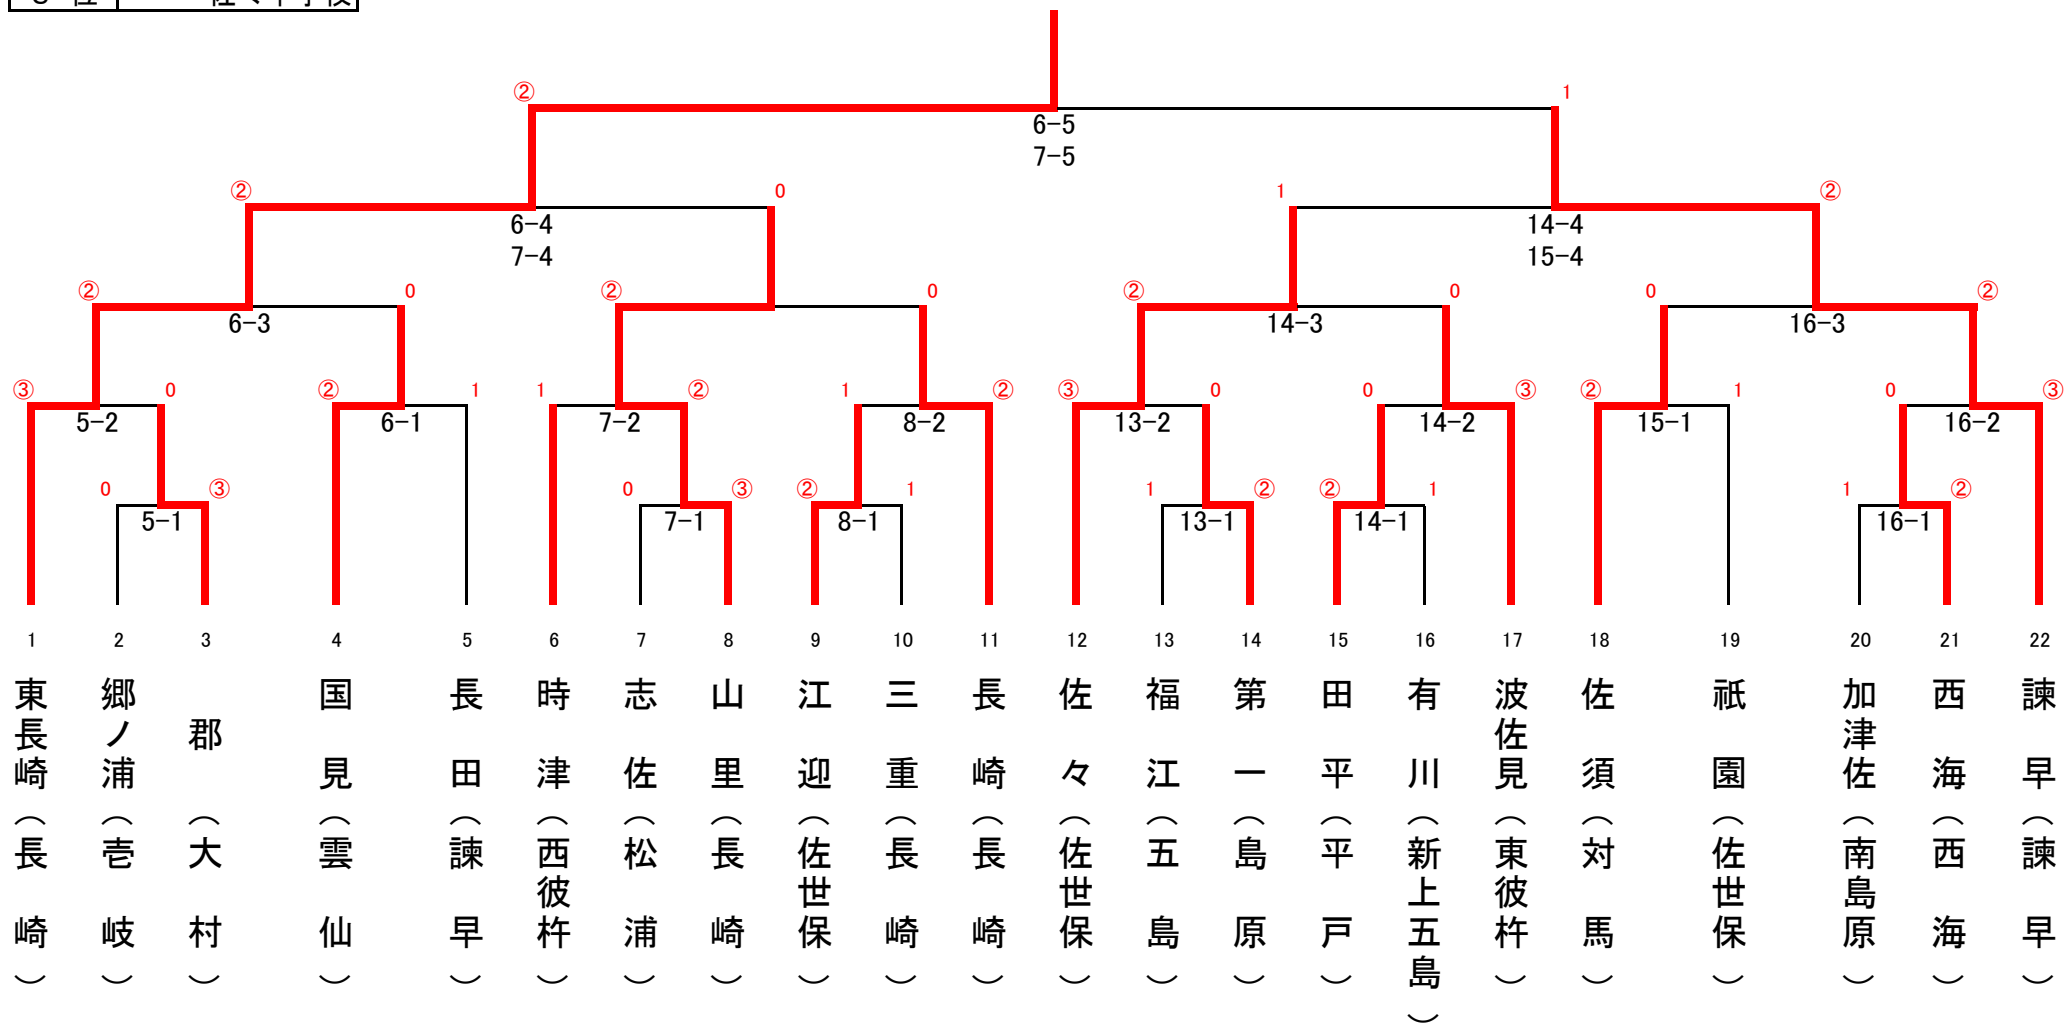 ② 1
6-5
7-5
② 0 1 ②
6-4 14-4
7-4 15-4
② 0 ② 0 ② 0 0 ②
6-3 14-3 16-3
③ 0 ② 1 1 ② 1 ② ③ 0 0 ③ ② 1 0 ③
5-2 6-1 7-2 8-2 13-2 14-2 15-1 16-2
0 ③ 0 ③ ② 1 1 ② ② 1 1 ②
5-1 7-1 8-1 13-1 14-1 16-1
1 2 3 4 5 6 7 8 9 10 11 12 13 14 15 16 17 18 19 20 21 22
東長崎(長崎)
郷ノ浦(壱岐)
郡(大村)
国見(雲仙)
長田(諫早)
時津(西彼杵)
志佐(松浦)
山里(長崎)
江迎(佐世保)
三重(長崎)
長崎(長崎)
佐々(佐世保)
福江(五島)
第一(島原)
田平(平戸)
有川(新上五島)
波佐見(東彼杵)
佐須(対馬)
祇園(佐世保)
加津佐(南島原)
西海(西海)
諫早(諫早)